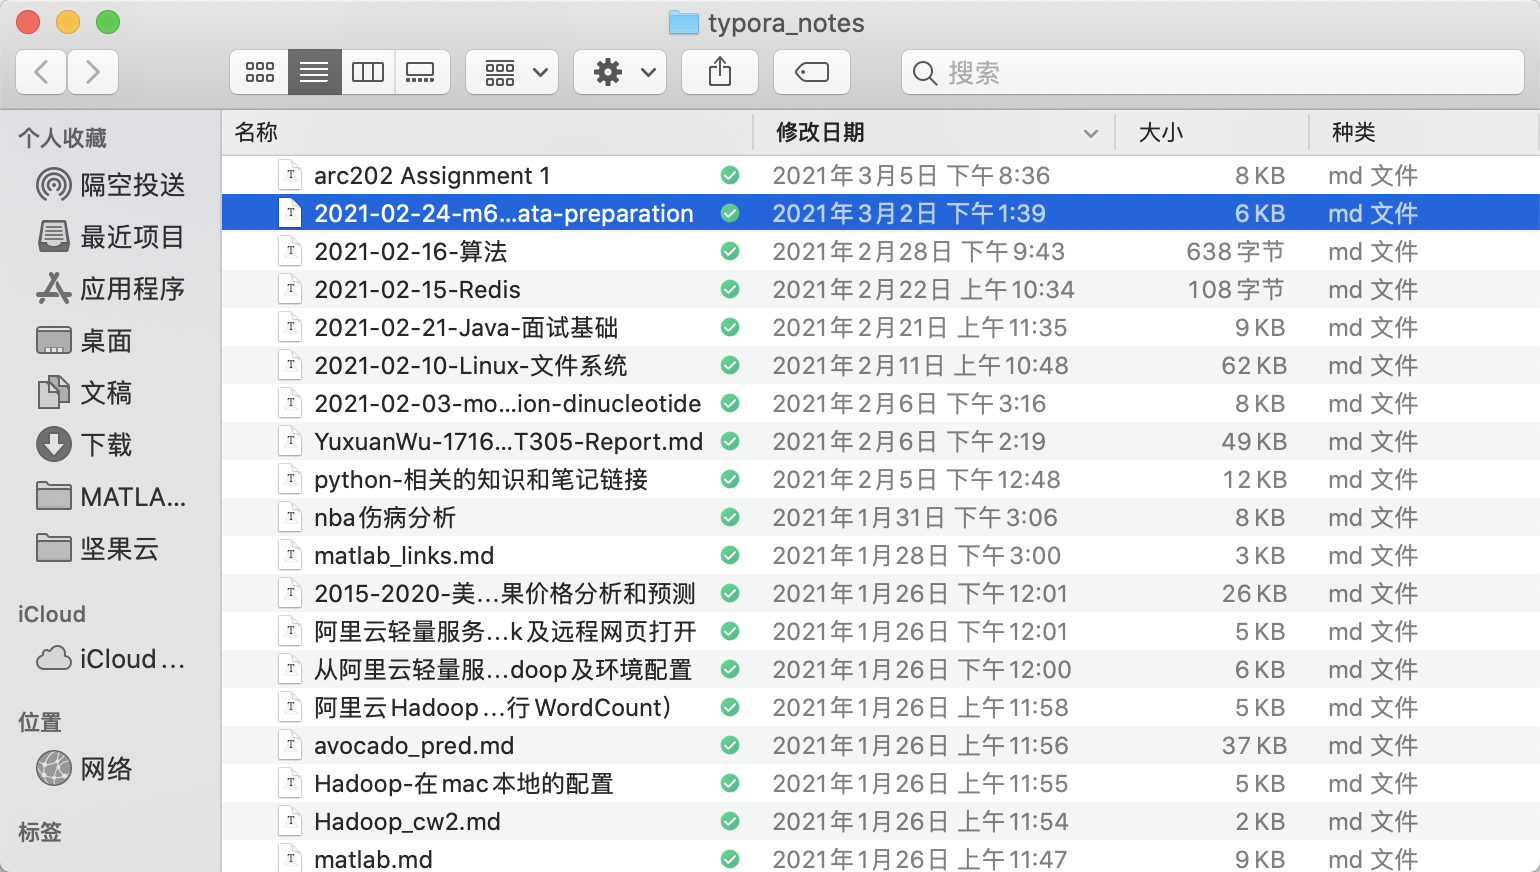 typora_notes
搜索
个人收藏
隔空投送
最近项目
应用程序
桌面
文稿
下载
MATLA...
坚果云
iCloud
iCloud...
位置
网络
标签
名称 修改日期 大小 种类
arc202 Assignment 1 2021年3月5日 下午8:36 8 KB md 文件
2021-02-24-m6...ata-preparation 2021年3月2日 下午1:39 6 KB md 文件
2021-02-16-算法 2021年2月28日 下午9:43 638 字节 md 文件
2021-02-15-Redis 2021年2月22日 上午10:34 108 字节 md 文件
2021-02-21-Java-面试基础 2021年2月21日 上午11:35 9 KB md 文件
2021-02-10-Linux-文件系统 2021年2月11日 上午10:48 62 KB md 文件
2021-02-03-mo...ion-dinucleotide 2021年2月6日 下午3:16 8 KB md 文件
YuxuanWu-1716...T305-Report.md 2021年2月6日 下午2:19 49 KB md 文件
python-相关的知识和笔记链接 2021年2月5日 下午12:48 12 KB md 文件
nba伤病分析 2021年1月31日 下午3:06 8 KB md 文件
matlab_links.md 2021年1月28日 下午3:00 3 KB md 文件
2015-2020-美...果价格分析和预测 2021年1月26日 下午12:01 26 KB md 文件
阿里云轻量服务...k及远程网页打开 2021年1月26日 下午12:01 5 KB md 文件
从阿里云轻量服...doop及环境配置 2021年1月26日 下午12:00 6 KB md 文件
阿里云Hadoop...行WordCount) 2021年1月26日 上午11:58 5 KB md 文件
avocado_pred.md 2021年1月26日 上午11:56 37 KB md 文件
Hadoop-在mac本地的配置 2021年1月26日 上午11:55 5 KB md 文件
Hadoop_cw2.md 2021年1月26日 上午11:54 2 KB md 文件
matlab.md 2021年1月26日 上午11:47 9 KB md 文件